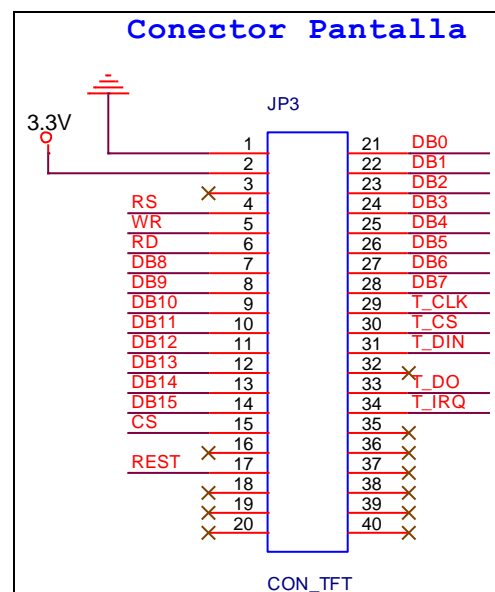 Conector Pantalla
JP3
3.3V
1 21 DB0
2 22 DB1
3 23 DB2
RS 4 24 DB3
WR 5 25 DB4
RD 6 26 DB5
DB8 7 27 DB6
DB9 8 28 DB7
DB10 9 29 T_CLK
DB11 10 30 T_CS
DB12 11 31 T_DIN
DB13 12 32
DB14 13 33 T_DO
DB15 14 34 T_IRQ
CS 15 35
16 36
REST 17 37
18 38
19 39
20 40
CON_TFT